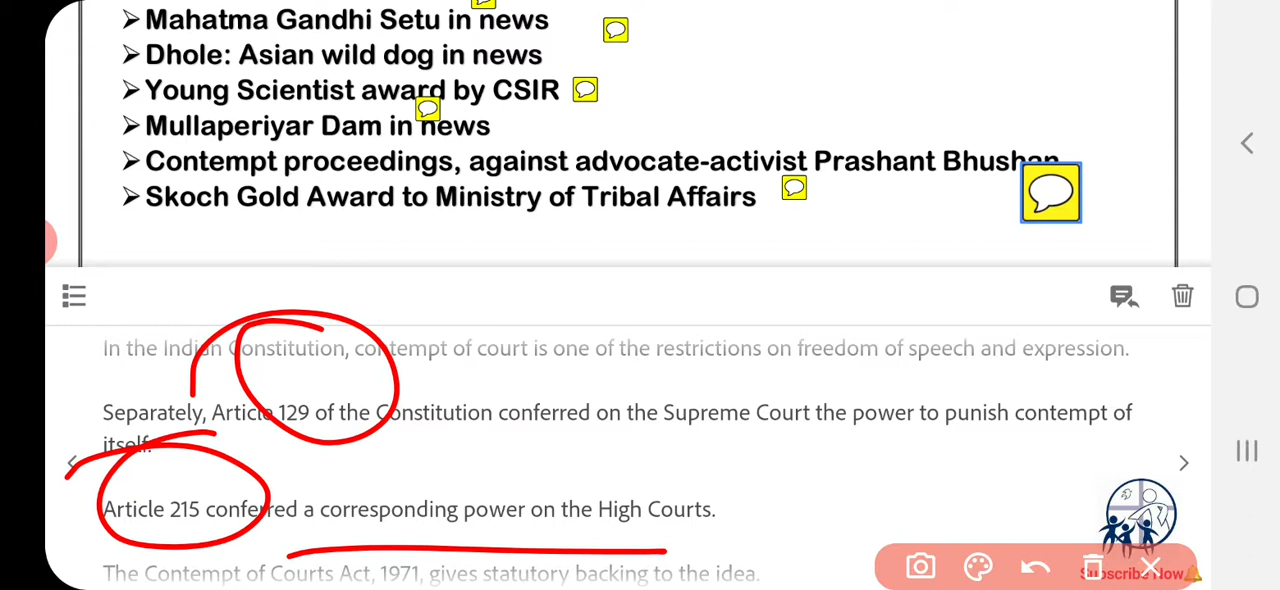 ➢Mahatma Gandhi Setu in news
➢Dhole: Asian wild dog in news
➢Young Scientist award by CSIR
➢Mullaperiyar Dam in news
➢Contempt proceedings, against advocate-activist Prashant Bhushan
➢Skoch Gold Award to Ministry of Tribal Affairs
In the Indian Constitution, contempt of court is one of the restrictions on freedom of speech and expression.
Separately, Article 129 of the Constitution conferred on the Supreme Court the power to punish contempt of
itself.
Article 215 conferred a corresponding power on the High Courts.
The Contempt of Courts Act, 1971, gives statutory backing to the idea.
Subscribe Now